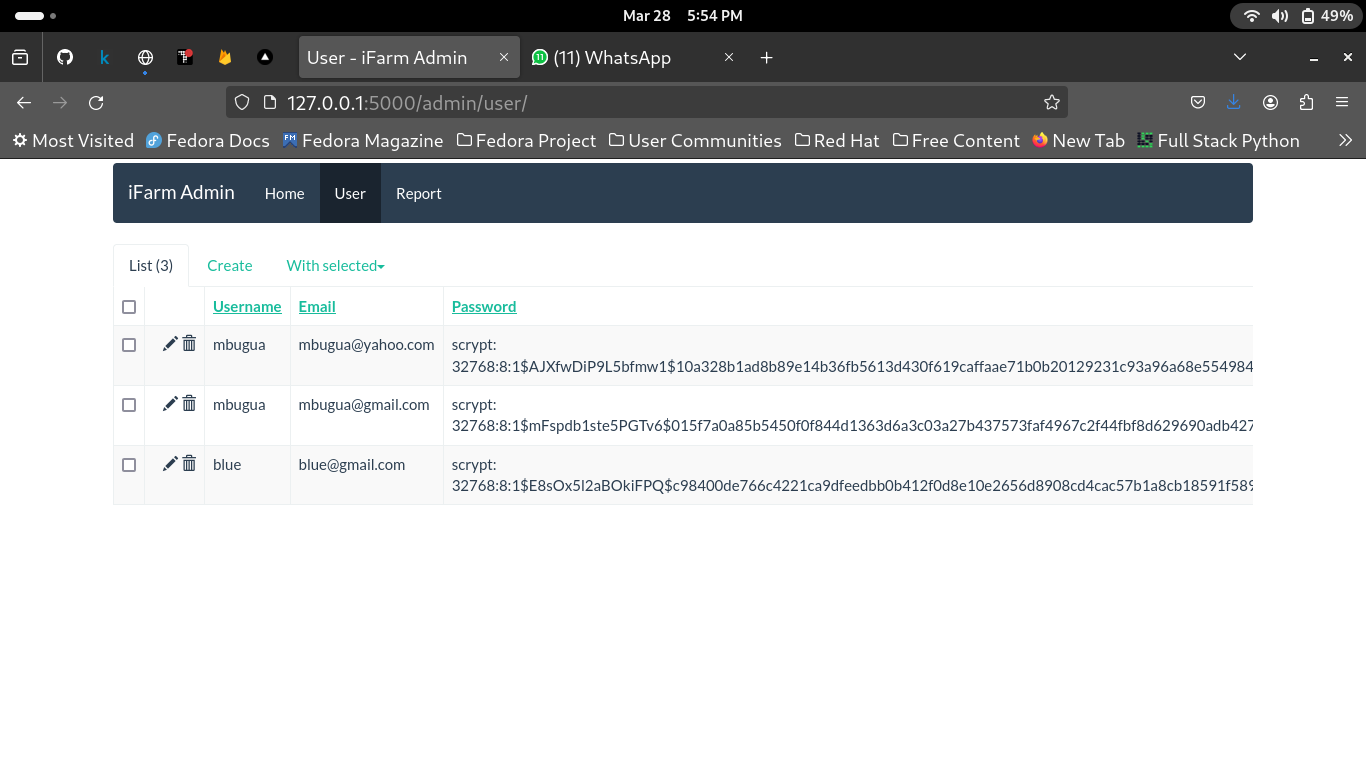 Mar 28 5:54 PM
49%
User - iFarm Admin
(11) WhatsApp
127.0.0.1:5000/admin/user/
Most Visited Fedora Docs Fedora Magazine Fedora Project User Communities Red Hat Free Content New Tab Full Stack Python
iFarm Admin Home User Report
List (3) Create With selected
Username Email Password
mbugua mbugua@yahoo.com scrypt:
32768:8:1$AJXfwDiP9L5bfmw1$10a328b1ad8b89e14b36fb5613d430f619caffaae71b0b20129231c93a96a68e554984
mbugua mbugua@gmail.com scrypt:
32768:8:1$mFspdb1ste5PGTv6$015f7a0a85b5450f0f844d1363d6a3c03a27b437573faf4967c2f44fbf8d629690adb427
blue blue@gmail.com scrypt:
32768:8:1$E8sOx5l2aBOkiFPQ$c98400de766c4221ca9dfeedbb0b412f0d8e10e2656d8908cd4cac57b1a8cb18591f589